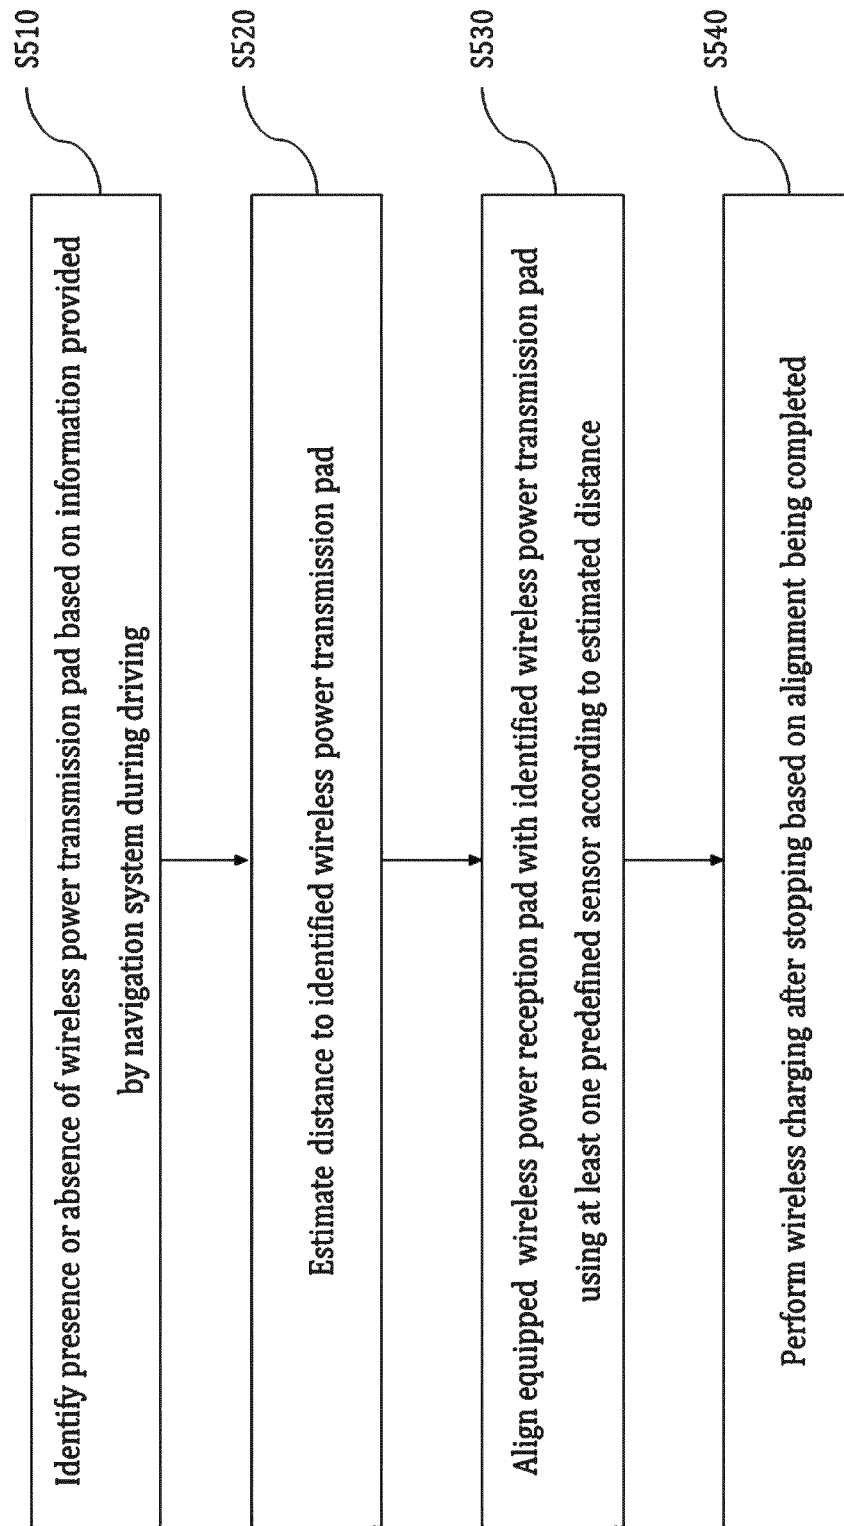 S510
Identify presence or absence of wireless power transmission pad based on information provided
by navigation system during driving
S520
Estimate distance to identified wireless power transmission pad
S530
Align equipped wireless power reception pad with identified wireless power transmission pad
using at least one predefined sensor according to estimated distance
S540
Perform wireless charging after stopping based on alignment being completed